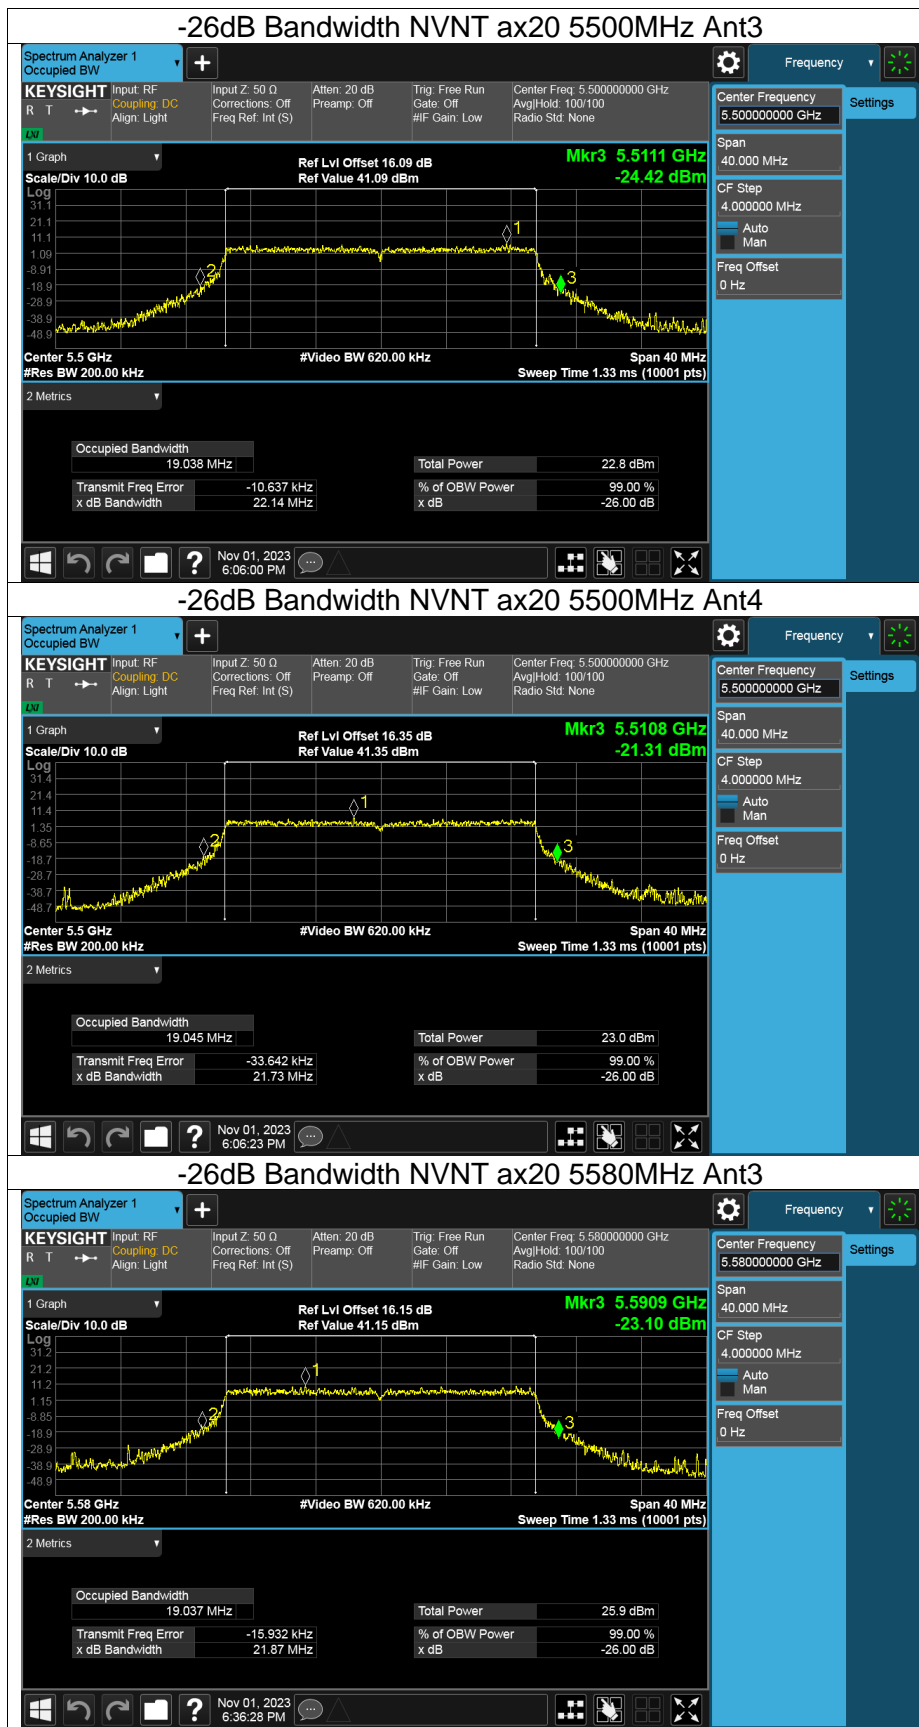 -26dB Bandwidth NVNT ax20 5500MHz Ant3
Spectrum Analyzer 1
Occupied BW
+
Frequency
KEYSIGHT
R T
LXI
Input: RF
Coupling: DC
Align: Light
Input Z: 50 Ω
Corrections: Off
Freq Ref: Int (S)
Atten: 20 dB
Preamp: Off
Trig: Free Run
Gate: Off
#IF Gain: Low
Center Freq: 5.500000000 GHz
Avg|Hold: 100/100
Radio Std: None
Center Frequency
5.500000000 GHz
Settings
Span
40.000 MHz
CF Step
4.000000 MHz
Auto
Man
Freq Offset
0 Hz
1 Graph
Scale/Div 10.0 dB
Ref Lvl Offset 16.09 dB
Ref Value 41.09 dBm
Mkr3 5.5111 GHz
-24.42 dBm
Log
31.1
21.1
11.1
1.09
-8.91
-18.9
-28.9
-38.9
-48.9
1
2
3
Center 5.5 GHz
#Res BW 200.00 kHz
#Video BW 620.00 kHz
Span 40 MHz
Sweep Time 1.33 ms (10001 pts)
2 Metrics
Occupied Bandwidth
19.038 MHz
Total Power 22.8 dBm
Transmit Freq Error -10.637 kHz
% of OBW Power 99.00 %
x dB Bandwidth 22.14 MHz
x dB -26.00 dB
?
Nov 01, 2023
6:06:00 PM
-26dB Bandwidth NVNT ax20 5500MHz Ant4
Spectrum Analyzer 1
Occupied BW
+
Frequency
KEYSIGHT
R T
LXI
Input: RF
Coupling: DC
Align: Light
Input Z: 50 Ω
Corrections: Off
Freq Ref: Int (S)
Atten: 20 dB
Preamp: Off
Trig: Free Run
Gate: Off
#IF Gain: Low
Center Freq: 5.500000000 GHz
Avg|Hold: 100/100
Radio Std: None
Center Frequency
5.500000000 GHz
Settings
Span
40.000 MHz
CF Step
4.000000 MHz
Auto
Man
Freq Offset
0 Hz
1 Graph
Scale/Div 10.0 dB
Ref Lvl Offset 16.35 dB
Ref Value 41.35 dBm
Mkr3 5.5108 GHz
-21.31 dBm
Log
31.4
21.4
11.4
1.35
-8.65
-18.7
-28.7
-38.7
-48.7
1
2
3
Center 5.5 GHz
#Res BW 200.00 kHz
#Video BW 620.00 kHz
Span 40 MHz
Sweep Time 1.33 ms (10001 pts)
2 Metrics
Occupied Bandwidth
19.045 MHz
Total Power 23.0 dBm
Transmit Freq Error -33.642 kHz
% of OBW Power 99.00 %
x dB Bandwidth 21.73 MHz
x dB -26.00 dB
?
Nov 01, 2023
6:06:23 PM
-26dB Bandwidth NVNT ax20 5580MHz Ant3
Spectrum Analyzer 1
Occupied BW
+
Frequency
KEYSIGHT
R T
LXI
Input: RF
Coupling: DC
Align: Light
Input Z: 50 Ω
Corrections: Off
Freq Ref: Int (S)
Atten: 20 dB
Preamp: Off
Trig: Free Run
Gate: Off
#IF Gain: Low
Center Freq: 5.580000000 GHz
Avg|Hold: 100/100
Radio Std: None
Center Frequency
5.580000000 GHz
Settings
Span
40.000 MHz
CF Step
4.000000 MHz
Auto
Man
Freq Offset
0 Hz
1 Graph
Scale/Div 10.0 dB
Ref Lvl Offset 16.15 dB
Ref Value 41.15 dBm
Mkr3 5.5909 GHz
-23.10 dBm
Log
31.2
21.2
11.2
1.15
-8.85
-18.9
-28.9
-38.9
-48.9
1
2
3
Center 5.58 GHz
#Res BW 200.00 kHz
#Video BW 620.00 kHz
Span 40 MHz
Sweep Time 1.33 ms (10001 pts)
2 Metrics
Occupied Bandwidth
19.037 MHz
Total Power 25.9 dBm
Transmit Freq Error -15.932 kHz
% of OBW Power 99.00 %
x dB Bandwidth 21.87 MHz
x dB -26.00 dB
?
Nov 01, 2023
6:36:28 PM